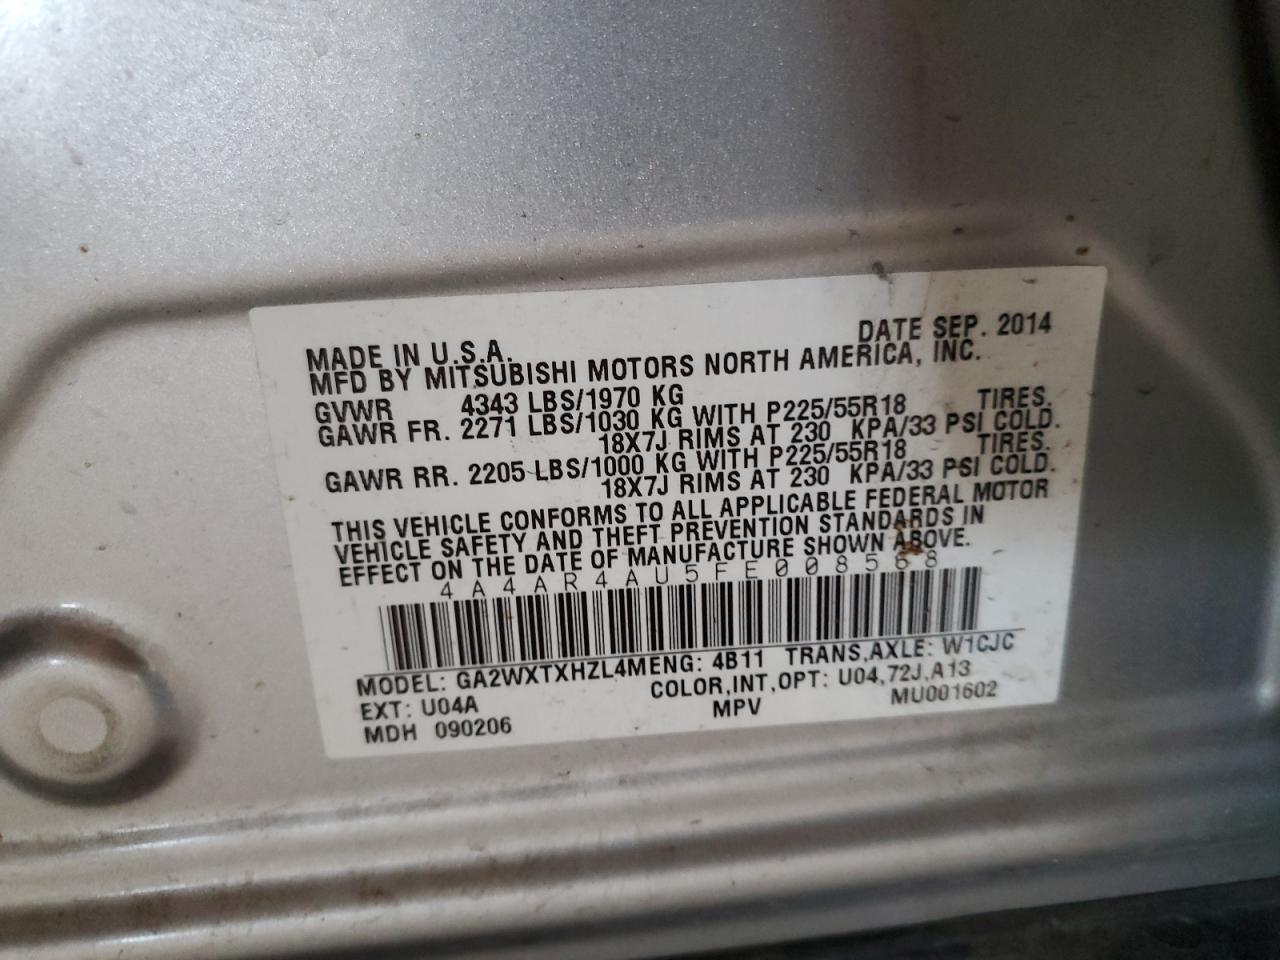 DATE SEP. 2014
MADE IN U.S.A.
MFD BY MITSUBISHI MOTORS NORTH AMERICA, INC.
GVWR 4343 LBS/1970 KG
GAWR FR. 2271 LBS/1030 KG WITH P225/55R18 TIRES.
18X7J RIMS AT 230 KPA/33 PSI COLD.
GAWR RR. 2205 LBS/1000 KG WITH P225/55R18 TIRES.
18X7J RIMS AT 230 KPA/33 PSI COLD.
THIS VEHICLE CONFORMS TO ALL APPLICABLE FEDERAL MOTOR
VEHICLE SAFETY AND THEFT PREVENTION STANDARDS IN
EFFECT ON THE DATE OF MANUFACTURE SHOWN ABOVE.
4A4AR4AU5FE008568
MODEL: GA2WXTXHZL4MENG: 4B11 TRANS,AXLE: W1CJC
EXT: U04A COLOR,INT,OPT: U04,72J,A13
MDH 090206 MPV MU001602